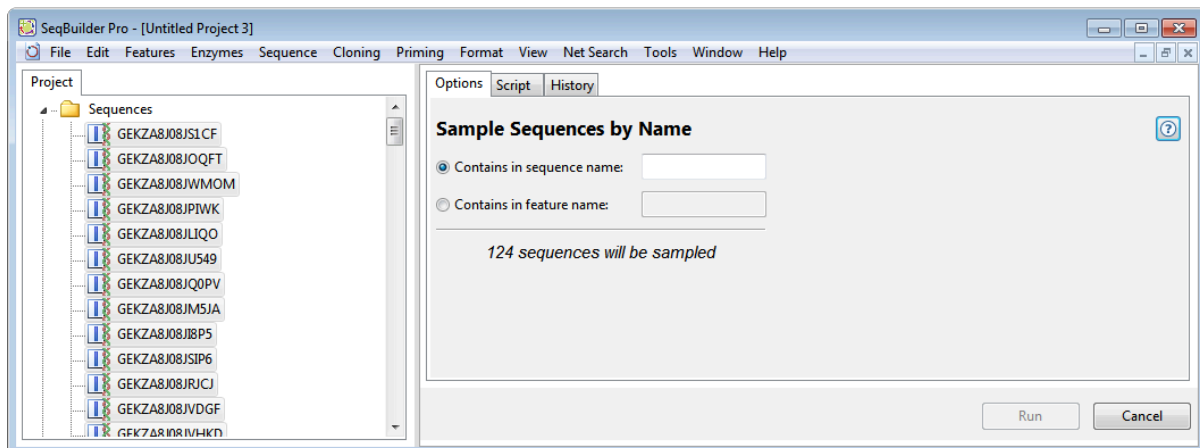 SeqBuilder Pro - [Untitled Project 3]
File Edit Features Enzymes Sequence Cloning Priming Format View Net Search Tools Window Help
Project
Sequences
GEKZA8J08JS1CF
GEKZA8J08JOQFT
GEKZA8J08JWMOM
GEKZA8J08JPIWK
GEKZA8J08JLIQO
GEKZA8J08JU549
GEKZA8J08JQ0PV
GEKZA8J08JM5JA
GEKZA8J08JI8P5
GEKZA8J08JSIP6
GEKZA8J08JRJCJ
GEKZA8J08JVDGF
GEKZA8J08JVHKD
Options Script History
Sample Sequences by Name
Contains in sequence name:
Contains in feature name:
124 sequences will be sampled
Run Cancel